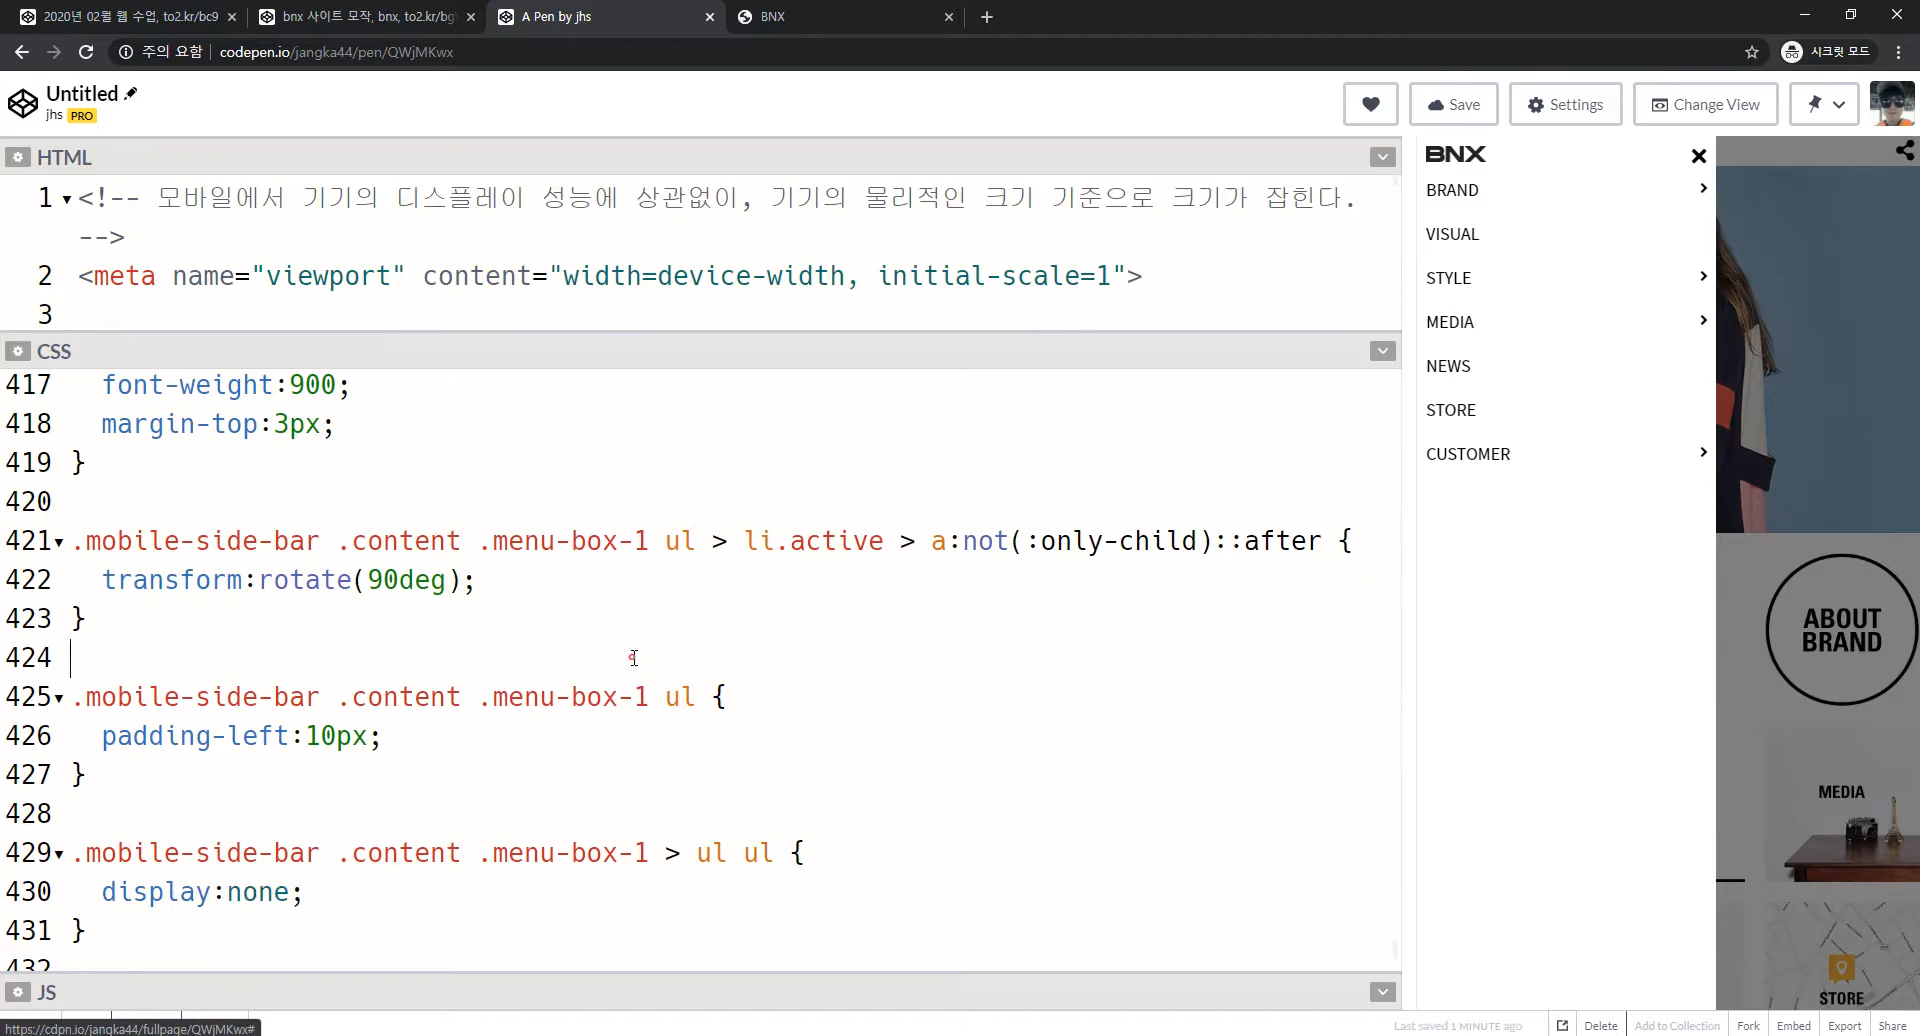 2020년 02월 웹 수업, to2.kr/bc9
bnx 사이트 모작, bnx, to2.kr/bg
A Pen by jhs
BNX
주의 요함
codepen.io/jangka44/pen/QWjMKwx
시크릿 모드
Untitled
jhs PRO
Save
Settings
Change View
HTML
1 <!-- 모바일에서 기기의 디스플레이 성능에 상관없이, 기기의 물리적인 크기 기준으로 크기가 잡힌다.
-->
2 <meta name="viewport" content="width=device-width, initial-scale=1">
3
CSS
417 font-weight:900;
418 margin-top:3px;
419 }
420
421 .mobile-side-bar .content .menu-box-1 ul > li.active > a:not(:only-child)::after {
422 transform:rotate(90deg);
423 }
424
425 .mobile-side-bar .content .menu-box-1 ul {
426 padding-left:10px;
427 }
428
429 .mobile-side-bar .content .menu-box-1 > ul ul {
430 display:none;
431 }
432
JS
BNX
BRAND
VISUAL
STYLE
MEDIA
NEWS
STORE
CUSTOMER
ABOUT
BRAND
MEDIA
STORE
https://cdpn.io/jangka44/fullpage/QWjMKwx#
Last saved 1 MINUTE ago
Delete
Add to Collection
Fork
Embed
Export
Share